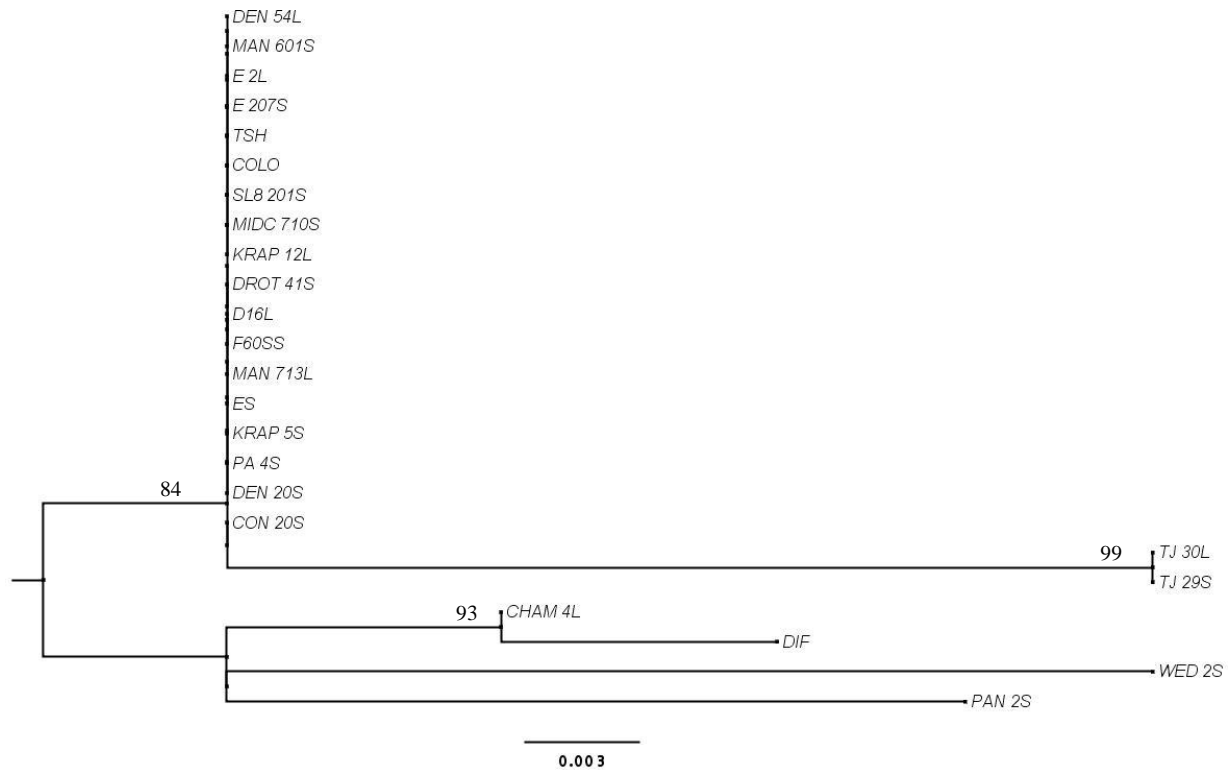 DEN 54L
MAN 601S
E 2L
E 207S
TSH
COLO
SL8 201S
MIDC 710S
KRAP 12L
DROT 41S
D16L
F60SS
MAN 713L
ES
KRAP 5S
PA 4S
84
DEN 20S
CON 20S
99
TJ 30L
TJ 29S
93
CHAM 4L
DIF
WED 2S
PAN 2S
0.003